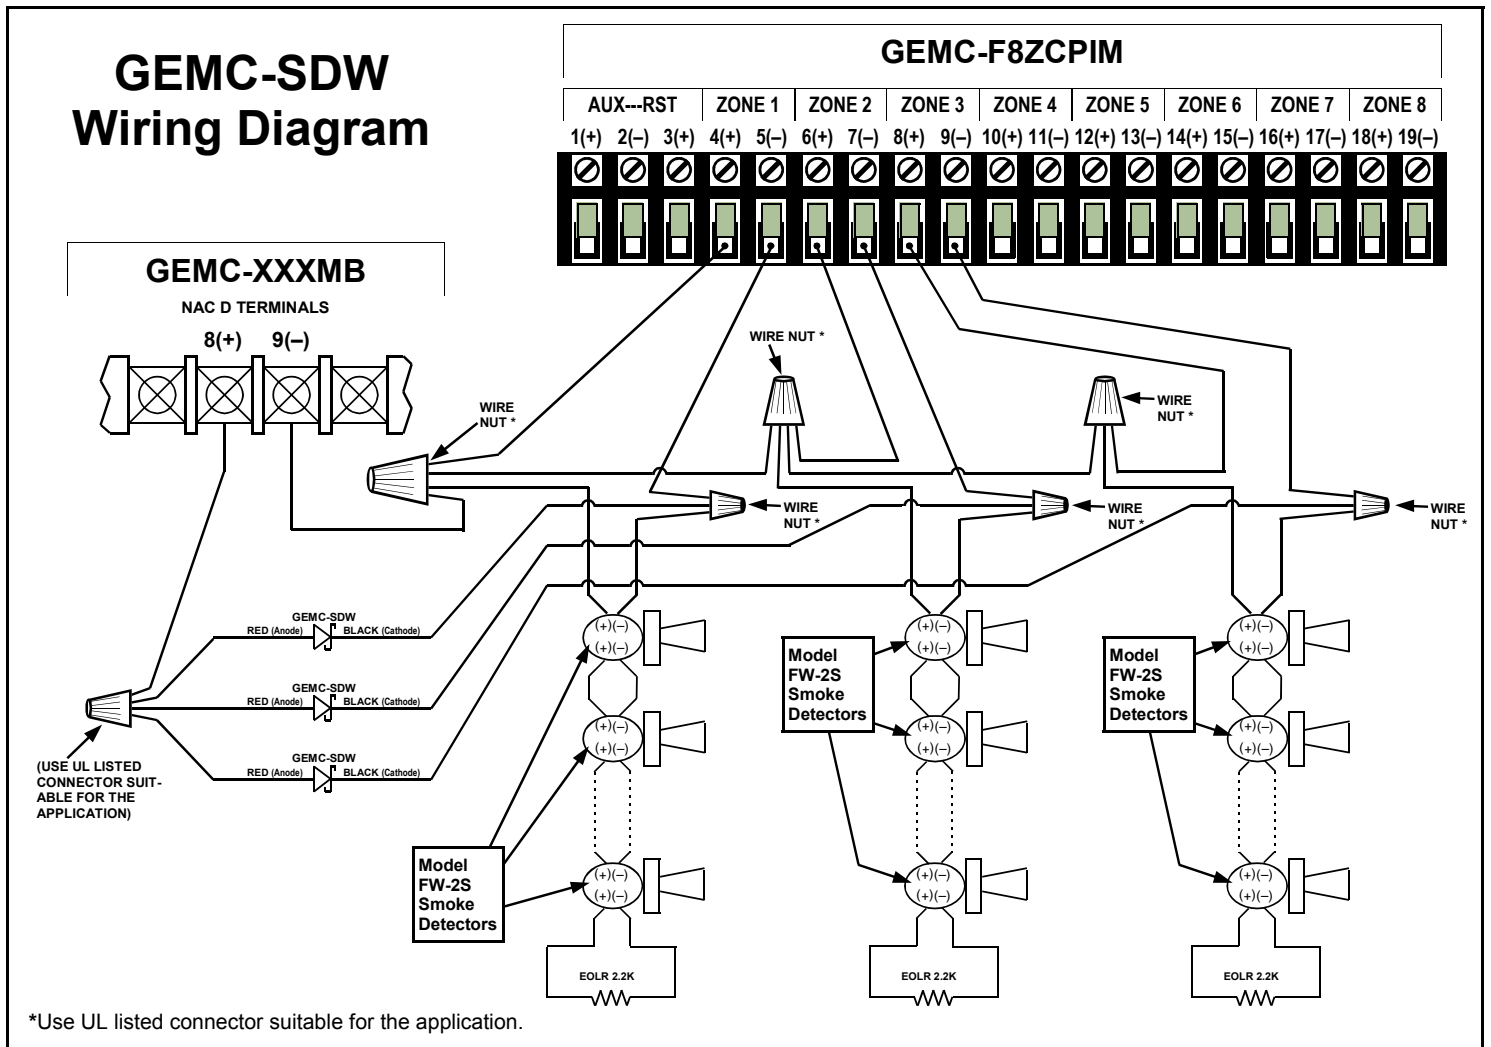 GEMC-SDW
Wiring Diagram
GEMC-F8ZCPIM
AUX---RST ZONE 1 ZONE 2 ZONE 3 ZONE 4 ZONE 5 ZONE 6 ZONE 7 ZONE 8
1(+) 2(–) 3(+) 4(+) 5(–) 6(+) 7(–) 8(+) 9(–) 10(+) 11(–) 12(+) 13(–) 14(+) 15(–) 16(+) 17(–) 18(+) 19(–)
GEMC-XXXMB
NAC D TERMINALS
8(+) 9(–)
WIRE NUT *
WIRE
NUT *
WIRE
NUT *
WIRE
NUT *
WIRE
NUT *
WIRE
NUT *
GEMC-SDW
RED (Anode) BLACK (Cathode)
GEMC-SDW
RED (Anode) BLACK (Cathode)
GEMC-SDW
RED (Anode) BLACK (Cathode)
(USE UL LISTED
CONNECTOR SUIT-
ABLE FOR THE
APPLICATION)
(+)(–)
(+)(–)
(+)(–)
(+)(–)
(+)(–)
(+)(–)
Model
FW-2S
Smoke
Detectors
EOLR 2.2K
(+)(–)
(+)(–)
(+)(–)
(+)(–)
(+)(–)
(+)(–)
Model
FW-2S
Smoke
Detectors
EOLR 2.2K
(+)(–)
(+)(–)
(+)(–)
(+)(–)
(+)(–)
(+)(–)
Model
FW-2S
Smoke
Detectors
EOLR 2.2K
*Use UL listed connector suitable for the application.